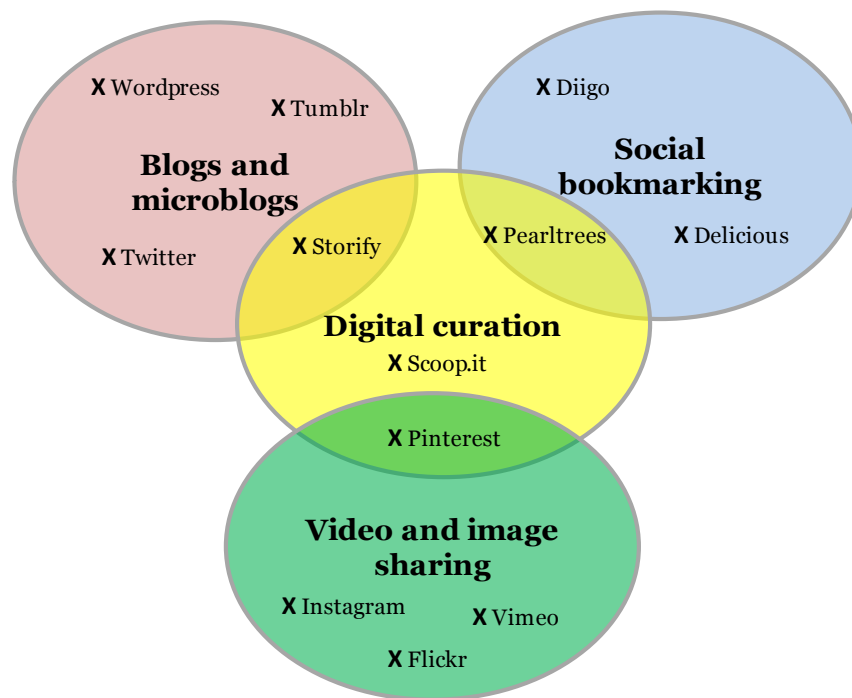 X Wordpress
X Tumblr
Blogs and
microblogs
X Twitter
X Storify
X Diigo
Social
bookmarking
X Pearltrees
X Delicious
Digital curation
X Scoop.it
X Pinterest
Video and image
sharing
X Instagram
X Vimeo
X Flickr